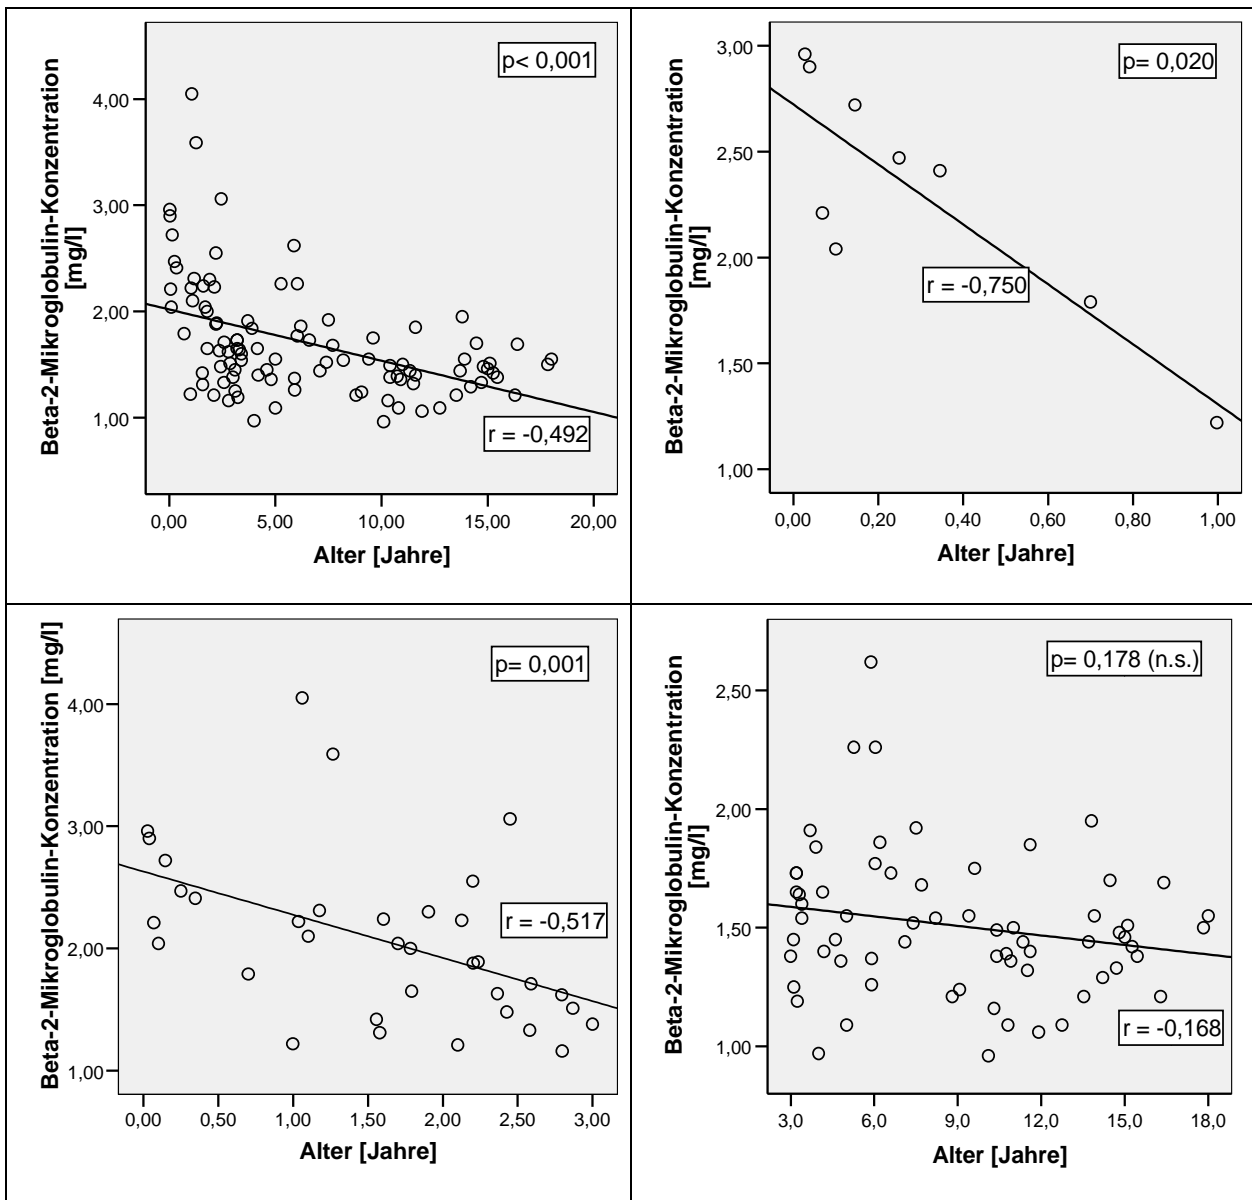 Beta-2-Mikroglobulin-Konzentration
[mg/l]
4,00
3,00
2,00
1,00
p< 0,001
r = -0,492
0,00 5,00 10,00 15,00 20,00
Alter [Jahre]
Beta-2-Mikroglobulin-Konzentration
[mg/l]
3,00
2,50
2,00
1,50
1,00
p= 0,020
r = -0,750
0,00 0,20 0,40 0,60 0,80 1,00
Alter [Jahre]
Beta-2-Mikroglobulin-Konzentration [mg/l]
4,00
3,00
2,00
1,00
p= 0,001
r = -0,517
0,00 0,50 1,00 1,50 2,00 2,50 3,00
Alter [Jahre]
Beta-2-Mikroglobulin-Konzentration
[mg/l]
2,50
2,00
1,50
1,00
p= 0,178 (n.s.)
r = -0,168
3,0 6,0 9,0 12,0 15,0 18,0
Alter [Jahre]